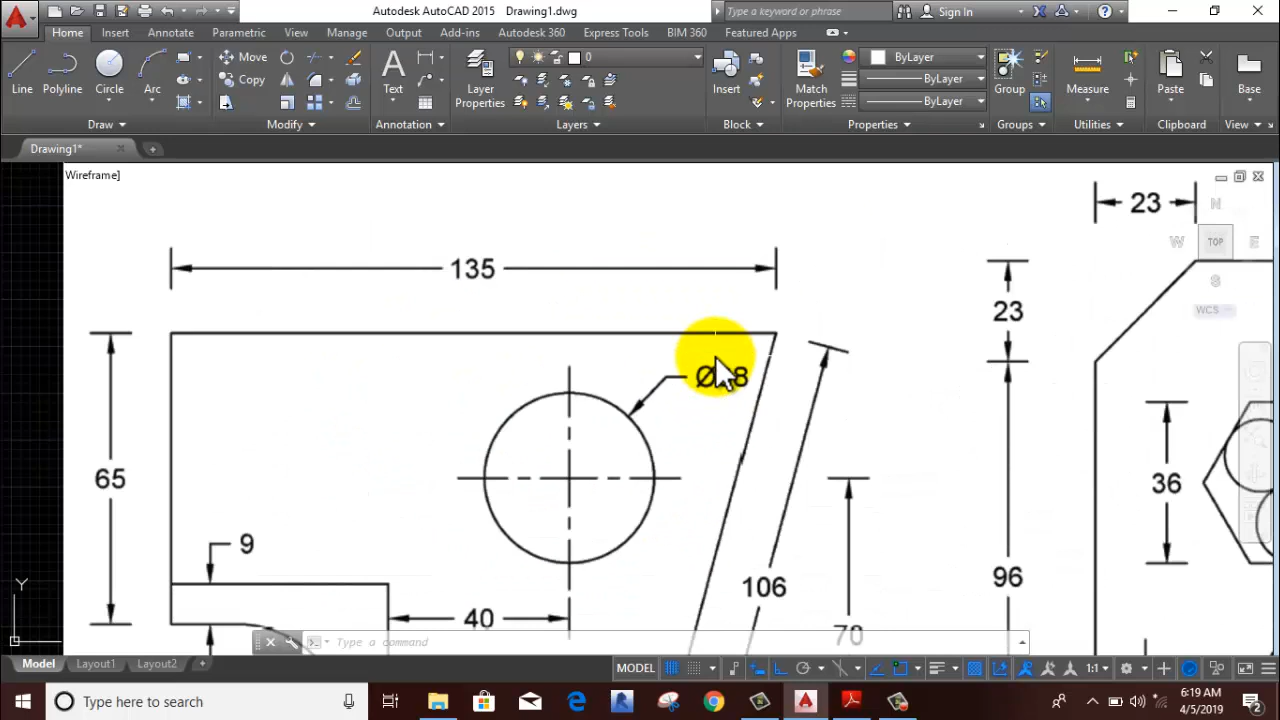 Autodesk AutoCAD 2015 Drawing1.dwg
Type a keyword or phrase
Sign In
Home Insert Annotate Parametric View Manage Output Add-ins Autodesk 360 Express Tools BIM 360 Featured Apps
Line Polyline Circle Arc
Move
Copy
Text
Layer Properties
0
Insert
Match Properties
ByLayer
ByLayer
ByLayer
Group
Measure
Paste
Base
Draw Modify Annotation Layers Block Properties Groups Utilities Clipboard View
Drawing1*
Wireframe]
23
N
W TOP E
S
WCS
135
23
65
36
9
106
96
40
70
Y
Type a command
Model Layout1 Layout2
MODEL
1:1
Type here to search
6:19 AM
4/5/2019
2